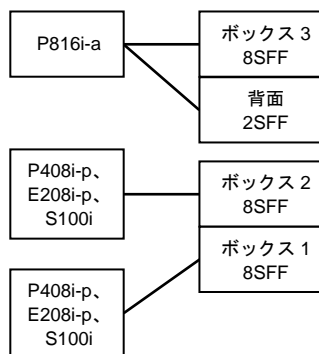 P816i-a
ボックス 3
8SFF
背面
2SFF
P408i-p、
E208i-p、
S100i
ボックス 2
8SFF
ボックス 1
8SFF
P408i-p、
E208i-p、
S100i